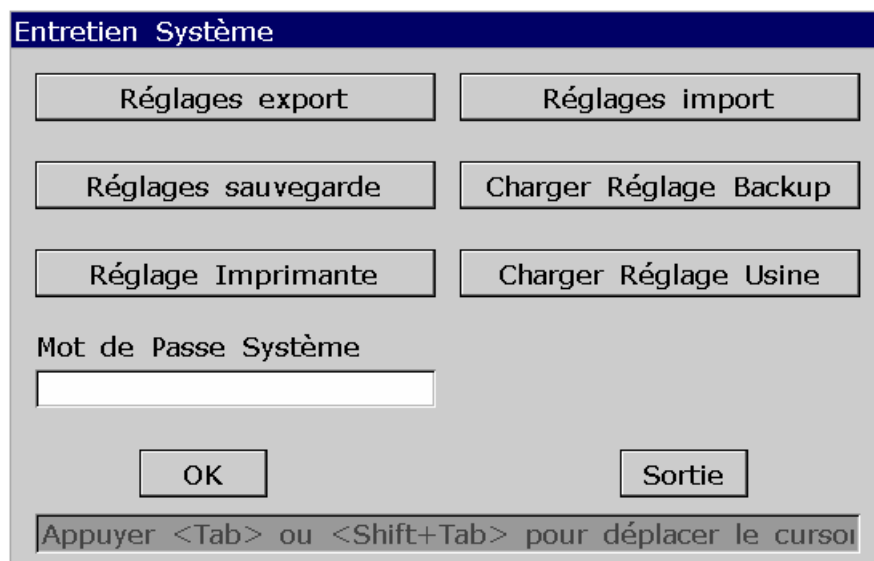 Entretien Système
Réglages export
Réglages import
Réglages sauvegarde
Charger Réglage Backup
Réglage Imprimante
Charger Réglage Usine
Mot de Passe Système
OK
Sortie
Appuyer <Tab> ou <Shift+Tab> pour déplacer le